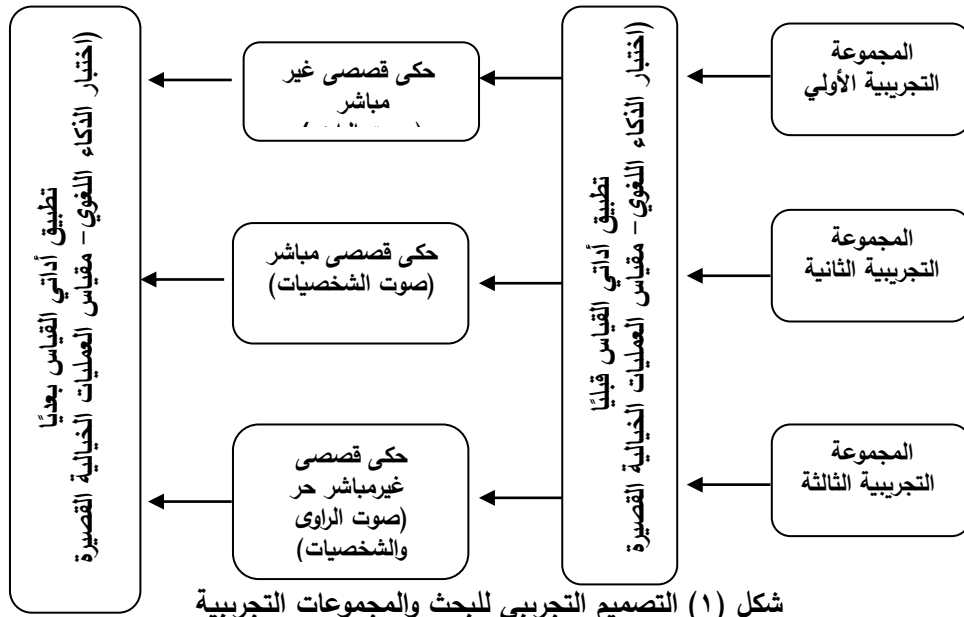 المجموعة
التجريبية الأولي
المجموعة
التجريبية الثانية
المجموعة
التجريبية الثالثة
تطبيق أداتي القياس قبليًا
(اختبار الذكاء اللغوي- مقياس العمليات الخيالية القصيرة
حكى قصصى غير
مباشر
حكى قصصى مباشر
(صوت الشخصيات)
حكى قصصى
غيرمباشر حر
(صوت الراوى
والشخصيات)
تطبيق أداتي القياس بعديًا
(اختبار الذكاء اللغوي- مقياس العمليات الخيالية القصيرة
شكل (١) التصميم التجريبي للبحث والمجموعات التجريبية